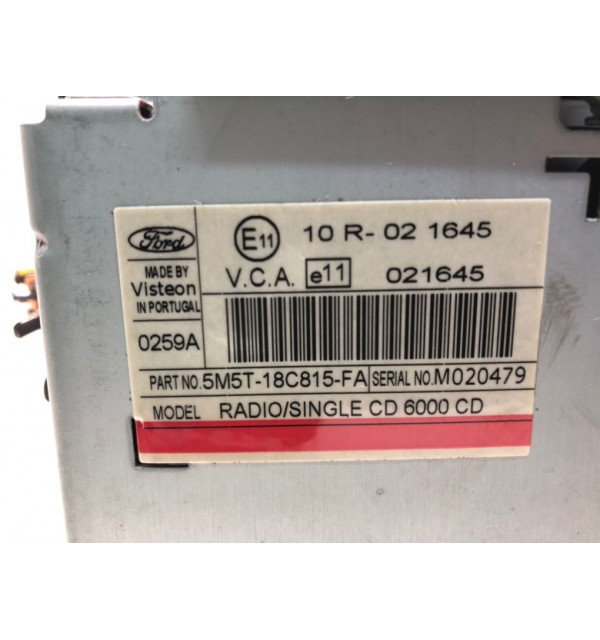 Ford
E11 10 R- 02 1645
MADE BY
Visteon
IN PORTUGAL
V.C.A. e11 021645
0259A
PART NO. 5M5T-18C815-FA SERIAL NO. M020479
MODEL RADIO/SINGLE CD 6000 CD